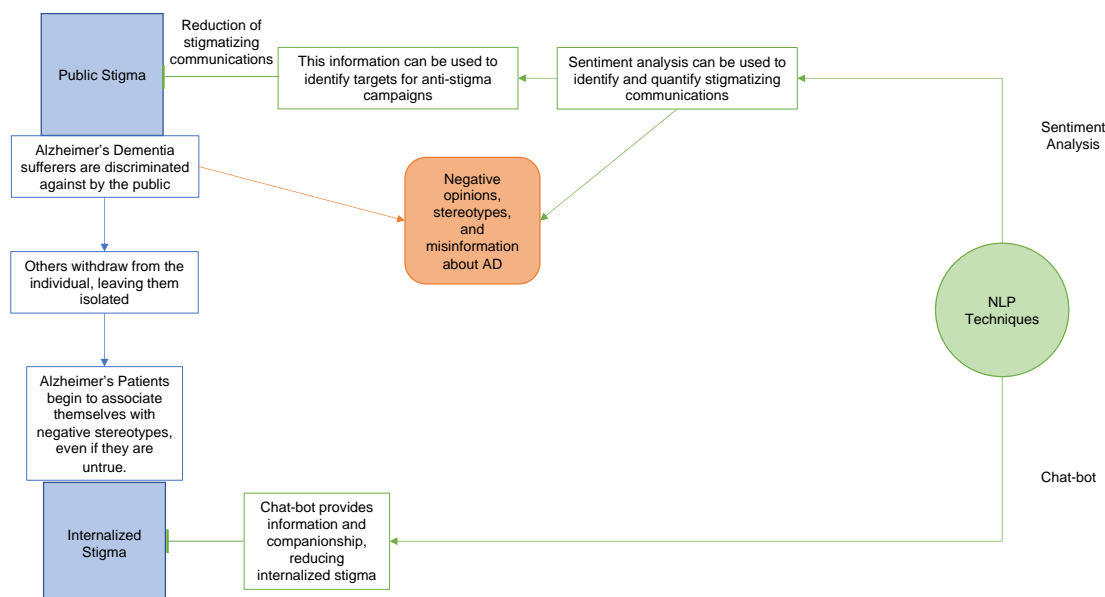 Reduction of
stigmatizing
communications
Public Stigma
This information can be used to
identify targets for anti-stigma
campaigns
Sentiment analysis can be used to
identify and quantify stigmatizing
communications
Sentiment
Analysis
Alzheimer's Dementia
sufferers are discriminated
against by the public
Negative
opinions,
stereotypes,
and
misinformation
about AD
Others withdraw from the
individual, leaving them
isolated
NLP
Techniques
Alzheimer's Patients
begin to associate
themselves with
negative stereotypes,
even if they are
untrue.
Chat-bot
Internalized
Stigma
Chat-bot provides
information and
companionship,
reducing
internalized stigma